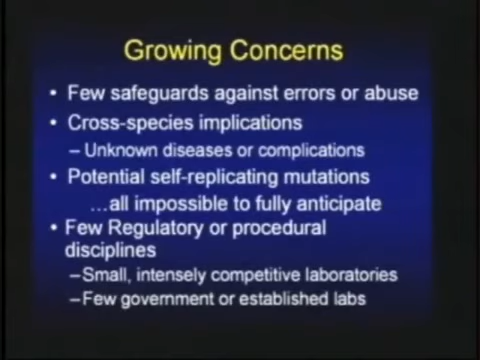 Growing Concerns
• Few safeguards against errors or abuse
• Cross-species implications
– Unknown diseases or complications
• Potential self-replicating mutations
…all impossible to fully anticipate
• Few Regulatory or procedural
disciplines
–Small, intensely competitive laboratories
–Few government or established labs